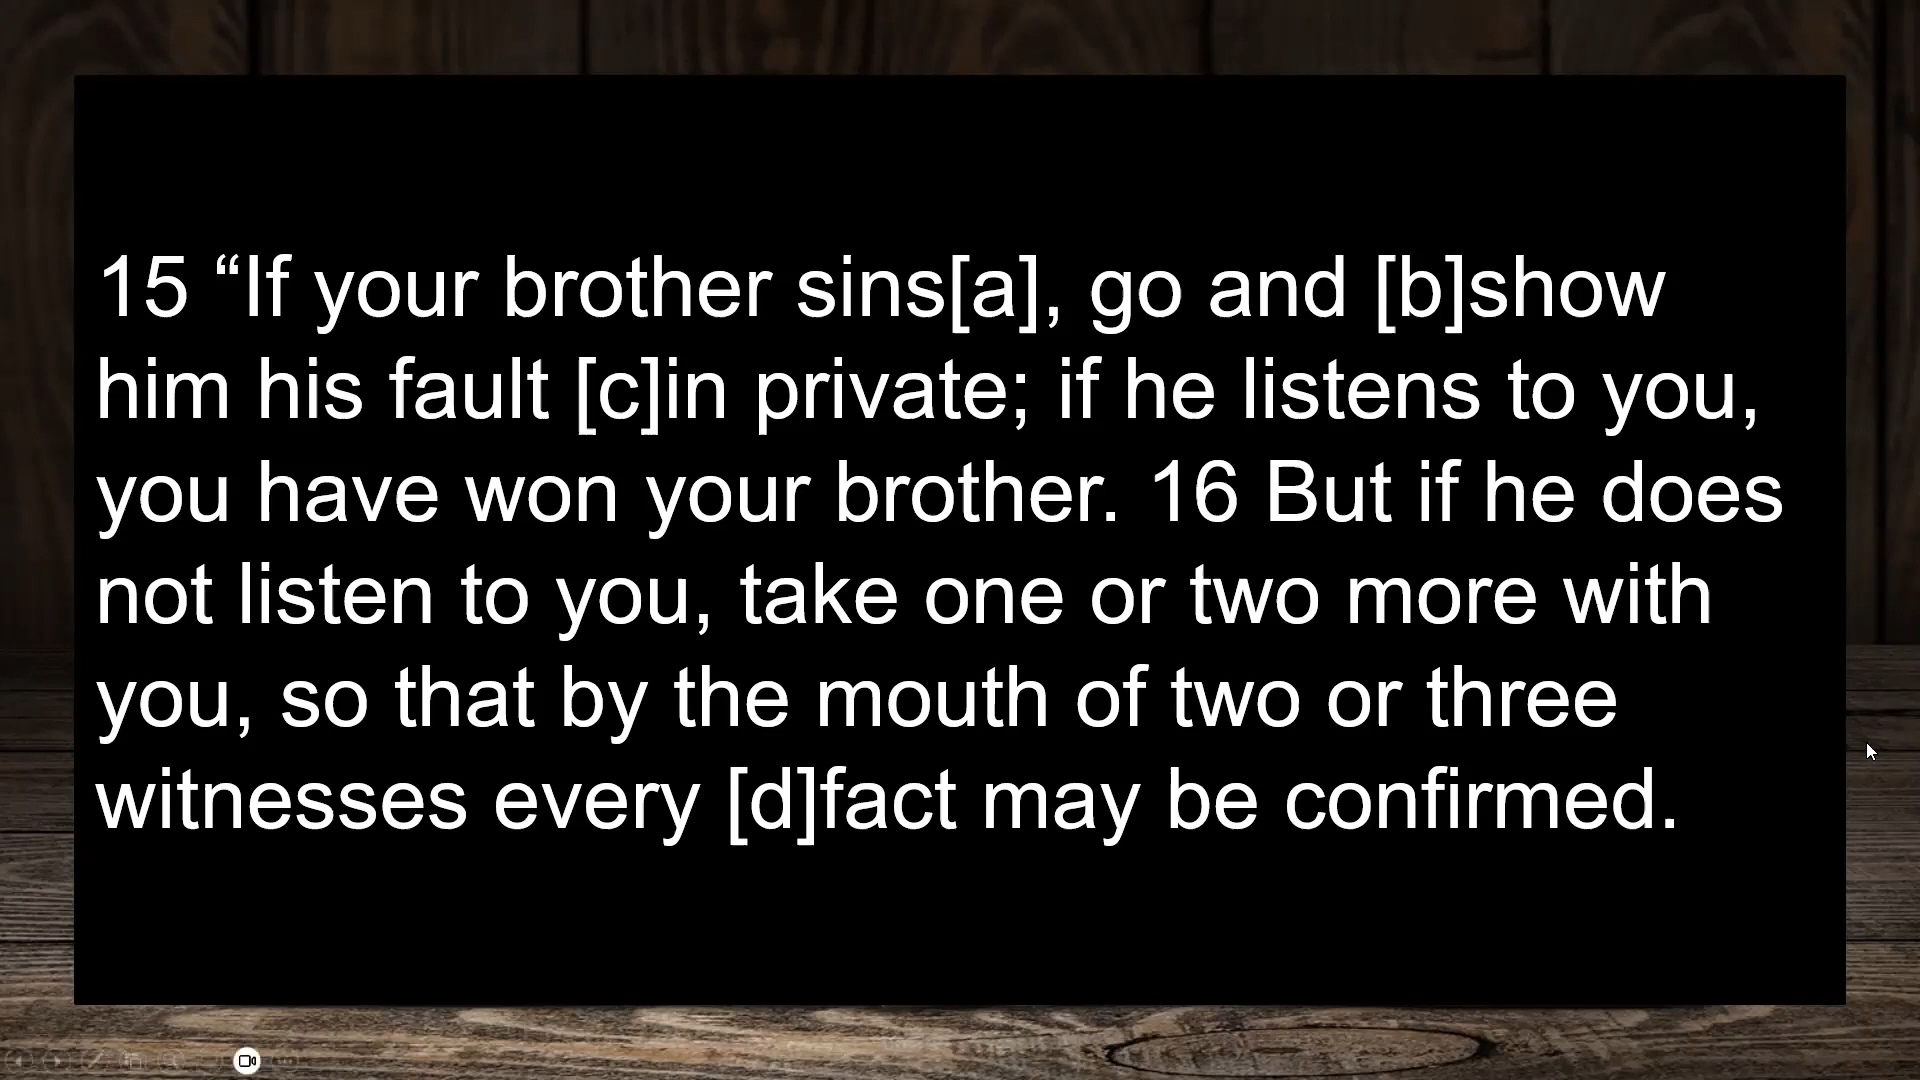 15 “If your brother sins[a], go and [b]show
him his fault [c]in private; if he listens to you,
you have won your brother. 16 But if he does
not listen to you, take one or two more with
you, so that by the mouth of two or three
witnesses every [d]fact may be confirmed.